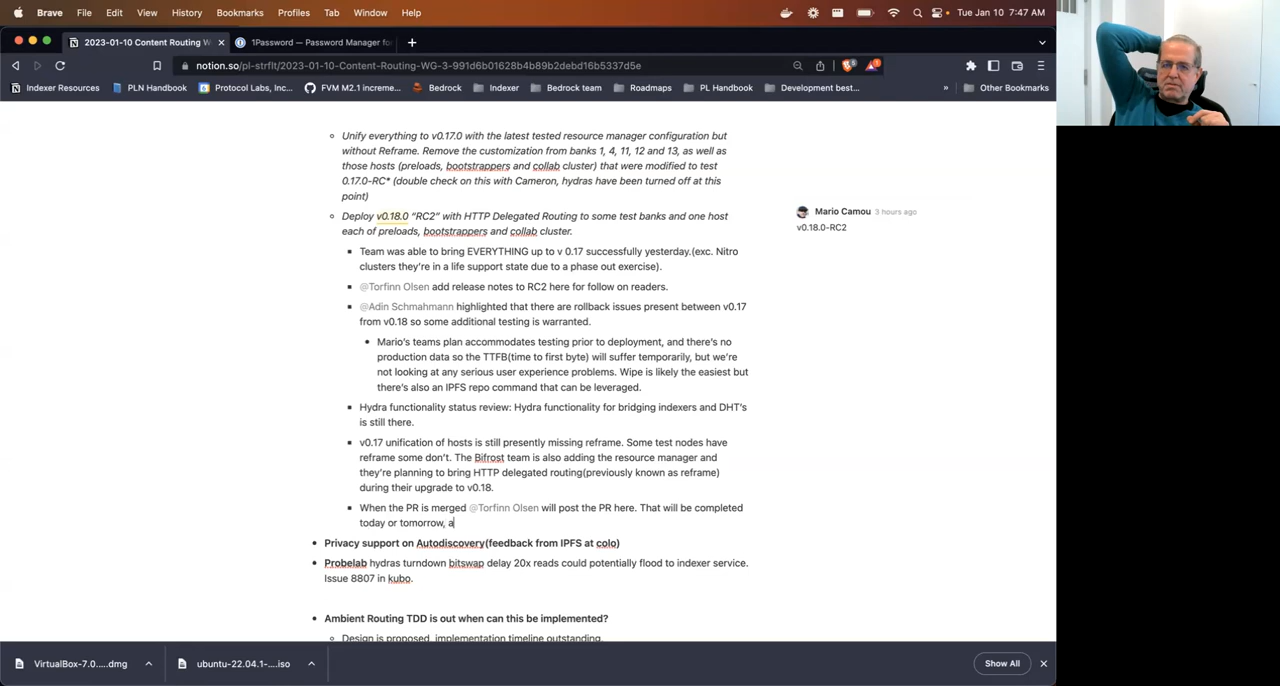 Brave File Edit View History Bookmarks Profiles Tab Window Help Tue Jan 10 7:47 AM
2023-01-10 Content Routing W 1Password — Password Manager for
notion.so/pl-strflt/2023-01-10-Content-Routing-WG-3-991d6b01628b4b89b2debd16b5337d5e
Indexer Resources PLN Handbook Protocol Labs, Inc... FVM M2.1 increme... Bedrock Indexer Bedrock team Roadmaps PL Handbook Development best... » Other Bookmarks
Unify everything to v0.17.0 with the latest tested resource manager configuration but
without Reframe. Remove the customization from banks 1, 4, 11, 12 and 13, as well as
those hosts (preloads, bootstrappers and collab cluster) that were modified to test
0.17.0-RC* (double check on this with Cameron, hydras have been turned off at this
point)
Deploy v0.18.0 “RC2” with HTTP Delegated Routing to some test banks and one host
each of preloads, bootstrappers and collab cluster.
Mario Camou 3 hours ago
v0.18.0-RC2
Team was able to bring EVERYTHING up to v 0.17 successfully yesterday.(exc. Nitro
clusters they’re in a life support state due to a phase out exercise).
@Torfinn Olsen add release notes to RC2 here for follow on readers.
@Adin Schmahmann highlighted that there are rollback issues present between v0.17
from v0.18 so some additional testing is warranted.
Mario’s teams plan accommodates testing prior to deployment, and there’s no
production data so the TTFB(time to first byte) will suffer temporarily, but we’re
not looking at any serious user experience problems. Wipe is likely the easiest but
there’s also an IPFS repo command that can be leveraged.
Hydra functionality status review: Hydra functionality for bridging indexers and DHT’s
is still there.
v0.17 unification of hosts is still presently missing reframe. Some test nodes have
reframe some don’t. The Bifrost team is also adding the resource manager and
they’re planning to bring HTTP delegated routing(previously known as reframe)
during their upgrade to v0.18.
When the PR is merged @Torfinn Olsen will post the PR here. That will be completed
today or tomorrow, a
Privacy support on Autodiscovery(feedback from IPFS at colo)
Probelab hydras turndown bitswap delay 20x reads could potentially flood to indexer service.
Issue 8807 in kubo.
Ambient Routing TDD is out when can this be implemented?
Design is proposed, implementation timeline outstanding.
VirtualBox-7.0....dmg ubuntu-22.04.1-....iso Show All